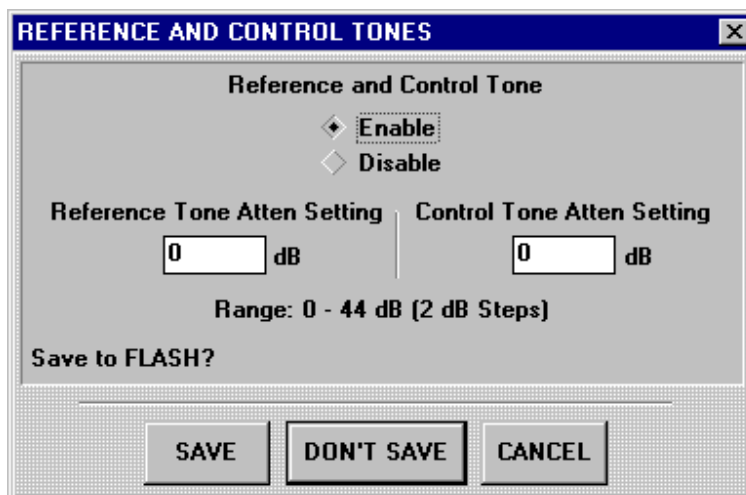 REFERENCE AND CONTROL TONES
Reference and Control Tone
Enable
Disable
Reference Tone Atten Setting
Control Tone Atten Setting
0 dB
0 dB
Range: 0 - 44 dB (2 dB Steps)
Save to FLASH?
SAVE
DON'T SAVE
CANCEL